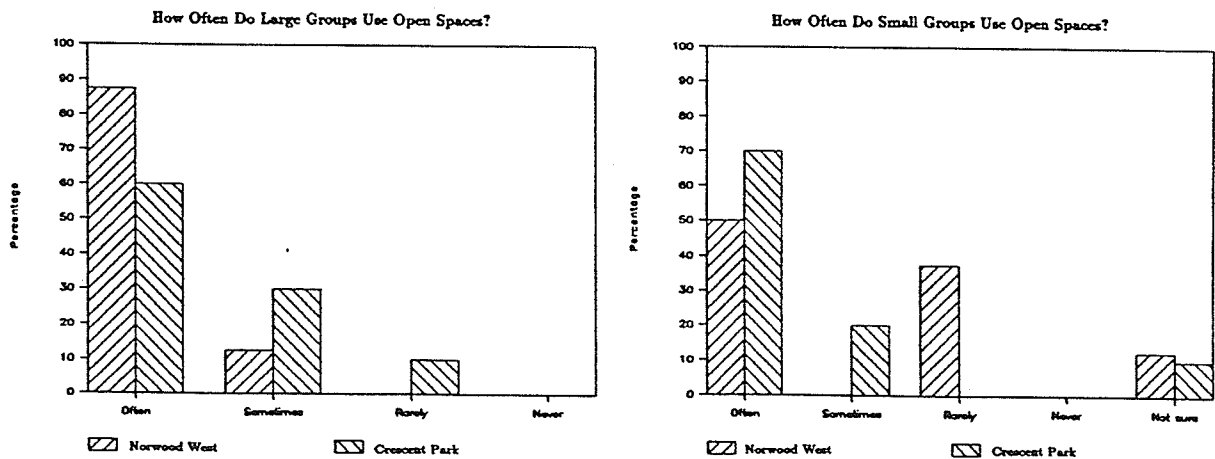 How Often Do Large Groups Use Open Spaces?
100
90
80
70
60
50
40
30
20
10
0
Percentage
Often Sometimes Rarely Never
Norwood West Crescent Park
How Often Do Small Groups Use Open Spaces?
100
90
80
70
60
50
40
30
20
10
0
Percentage
Often Sometimes Rarely Never Not sure
Norwood West Crescent Park